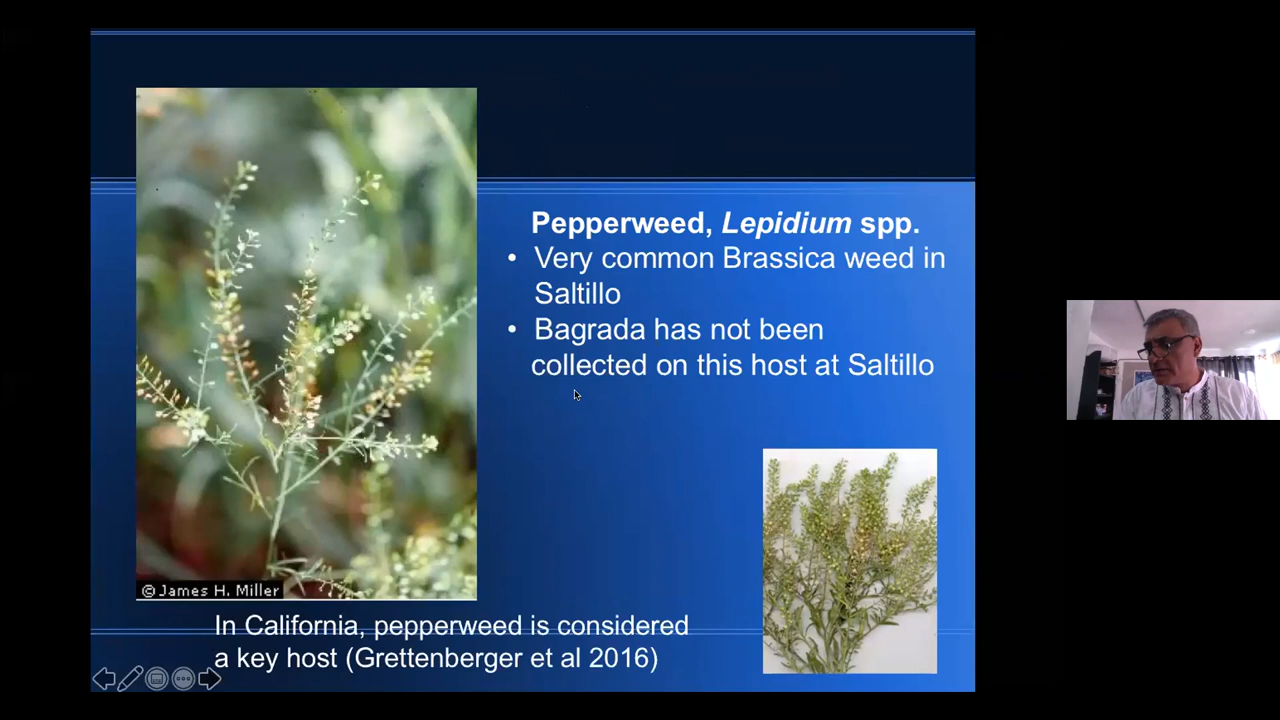 Pepperweed, Lepidium spp.
• Very common Brassica weed in
Saltillo
• Bagrada has not been
collected on this host at Saltillo
© James H. Miller
In California, pepperweed is considered
a key host (Grettenberger et al 2016)